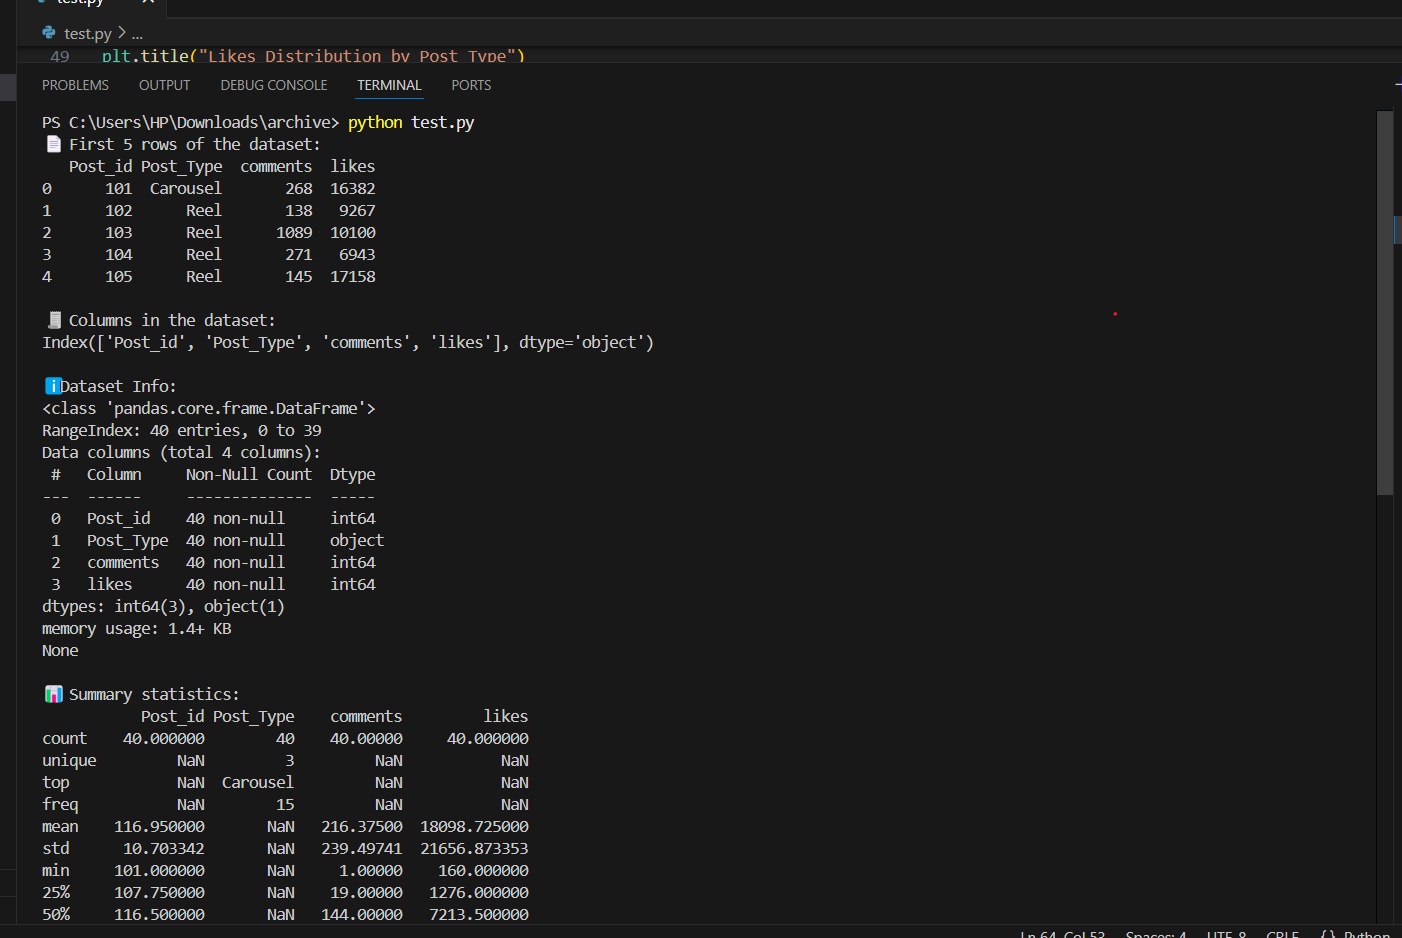 test.py
test.py > ...
49 plt.title("Likes Distribution by Post Type")
PROBLEMS OUTPUT DEBUG CONSOLE TERMINAL PORTS
PS C:\Users\HP\Downloads\archive> python test.py
First 5 rows of the dataset:
Post_id Post_Type comments likes
0 101 Carousel 268 16382
1 102 Reel 138 9267
2 103 Reel 1089 10100
3 104 Reel 271 6943
4 105 Reel 145 17158
Columns in the dataset:
Index(['Post_id', 'Post_Type', 'comments', 'likes'], dtype='object')
ℹDataset Info:
<class 'pandas.core.frame.DataFrame'>
RangeIndex: 40 entries, 0 to 39
Data columns (total 4 columns):
# Column Non-Null Count Dtype
--- ------ -------------- -----
0 Post_id 40 non-null int64
1 Post_Type 40 non-null object
2 comments 40 non-null int64
3 likes 40 non-null int64
dtypes: int64(3), object(1)
memory usage: 1.4+ KB
None
Summary statistics:
Post_id Post_Type comments likes
count 40.000000 40 40.00000 40.000000
unique NaN 3 NaN NaN
top NaN Carousel NaN NaN
freq NaN 15 NaN NaN
mean 116.950000 NaN 216.37500 18098.725000
std 10.703342 NaN 239.49741 21656.873353
min 101.000000 NaN 1.00000 160.000000
25% 107.750000 NaN 19.00000 1276.000000
50% 116.500000 NaN 144.00000 7213.500000
Ln 64, Col 53 Spaces: 4 UTF-8 CRLF {} Python